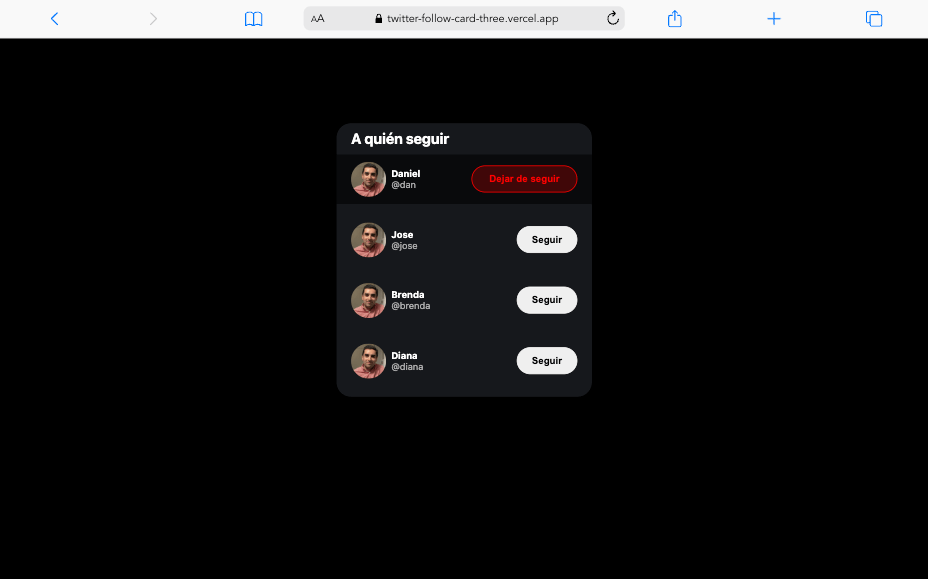 AA twitter-follow-card-three.vercel.app
A quién seguir
Daniel
@dan
Dejar de seguir
Jose
@jose
Seguir
Brenda
@brenda
Seguir
Diana
@diana
Seguir